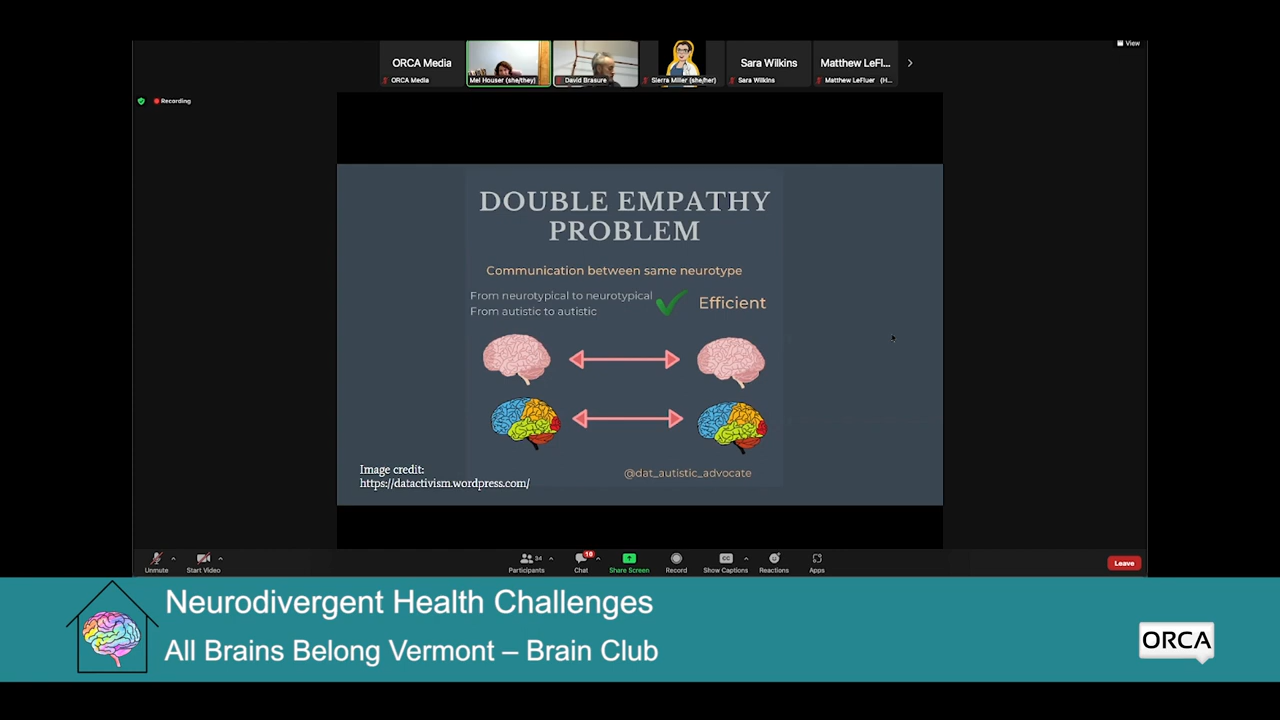 View
ORCA Media
Sara Wilkins
Matthew LeFl...
ORCA Media
Mel Houser (she/they)
David Brasure
Sierra Miller (she/her)
Sara Wilkins
Matthew LeFluer (H...
Recording
DOUBLE EMPATHY
PROBLEM
Communication between same neurotype
From neurotypical to neurotypical
Efficient
From autistic to autistic
Image credit:
https://datactivism.wordpress.com/
@dat_autistic_advocate
Unmute
Start Video
Participants
34
Chat
10
Share Screen
Record
CC
Show Captions
Reactions
Apps
Leave
Neurodivergent Health Challenges
All Brains Belong Vermont – Brain Club
ORCA